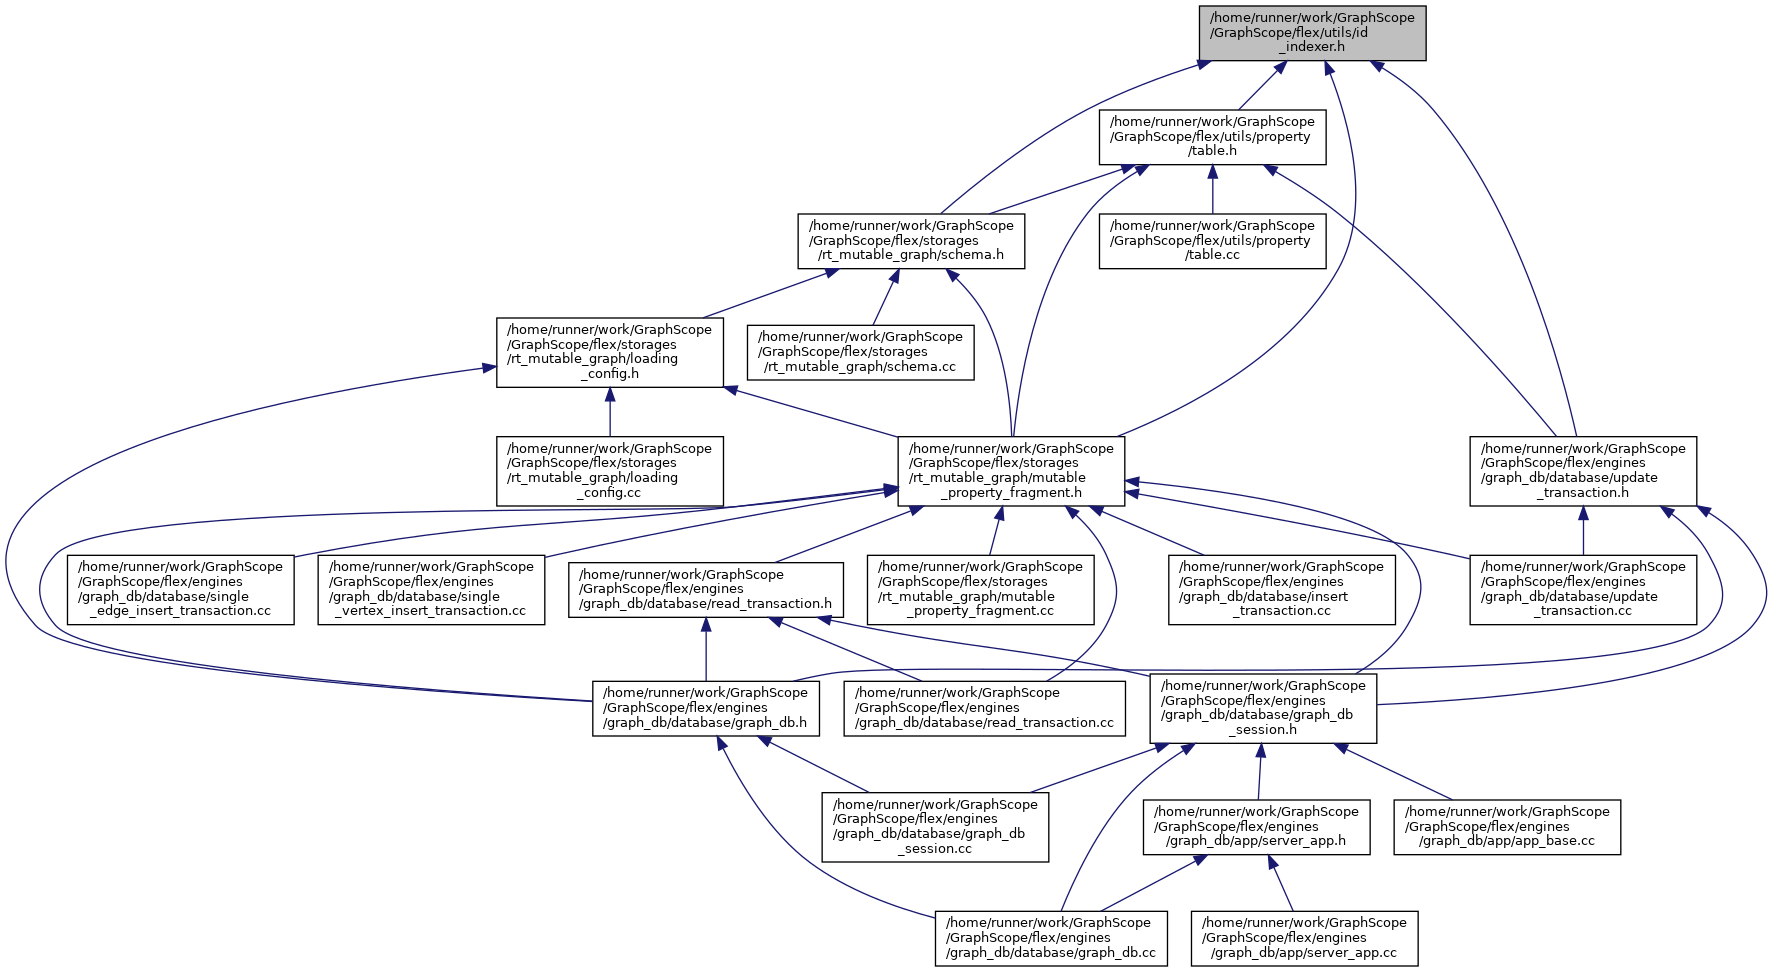 /home/runner/work/GraphScope
/GraphScope/flex/utils/id
_indexer.h
/home/runner/work/GraphScope
/GraphScope/flex/utils/property
/table.h
/home/runner/work/GraphScope
/GraphScope/flex/storages
/rt_mutable_graph/schema.h
/home/runner/work/GraphScope
/GraphScope/flex/utils/property
/table.cc
/home/runner/work/GraphScope
/GraphScope/flex/storages
/rt_mutable_graph/loading
_config.h
/home/runner/work/GraphScope
/GraphScope/flex/storages
/rt_mutable_graph/schema.cc
/home/runner/work/GraphScope
/GraphScope/flex/storages
/rt_mutable_graph/loading
_config.cc
/home/runner/work/GraphScope
/GraphScope/flex/storages
/rt_mutable_graph/mutable
_property_fragment.h
/home/runner/work/GraphScope
/GraphScope/flex/engines
/graph_db/database/update
_transaction.h
/home/runner/work/GraphScope
/GraphScope/flex/engines
/graph_db/database/single
_edge_insert_transaction.cc
/home/runner/work/GraphScope
/GraphScope/flex/engines
/graph_db/database/single
_vertex_insert_transaction.cc
/home/runner/work/GraphScope
/GraphScope/flex/engines
/graph_db/database/read_transaction.h
/home/runner/work/GraphScope
/GraphScope/flex/storages
/rt_mutable_graph/mutable
_property_fragment.cc
/home/runner/work/GraphScope
/GraphScope/flex/engines
/graph_db/database/insert
_transaction.cc
/home/runner/work/GraphScope
/GraphScope/flex/engines
/graph_db/database/update
_transaction.cc
/home/runner/work/GraphScope
/GraphScope/flex/engines
/graph_db/database/graph_db.h
/home/runner/work/GraphScope
/GraphScope/flex/engines
/graph_db/database/read_transaction.cc
/home/runner/work/GraphScope
/GraphScope/flex/engines
/graph_db/database/graph_db
_session.h
/home/runner/work/GraphScope
/GraphScope/flex/engines
/graph_db/database/graph_db
_session.cc
/home/runner/work/GraphScope
/GraphScope/flex/engines
/graph_db/app/server_app.h
/home/runner/work/GraphScope
/GraphScope/flex/engines
/graph_db/app/app_base.cc
/home/runner/work/GraphScope
/GraphScope/flex/engines
/graph_db/database/graph_db.cc
/home/runner/work/GraphScope
/GraphScope/flex/engines
/graph_db/app/server_app.cc